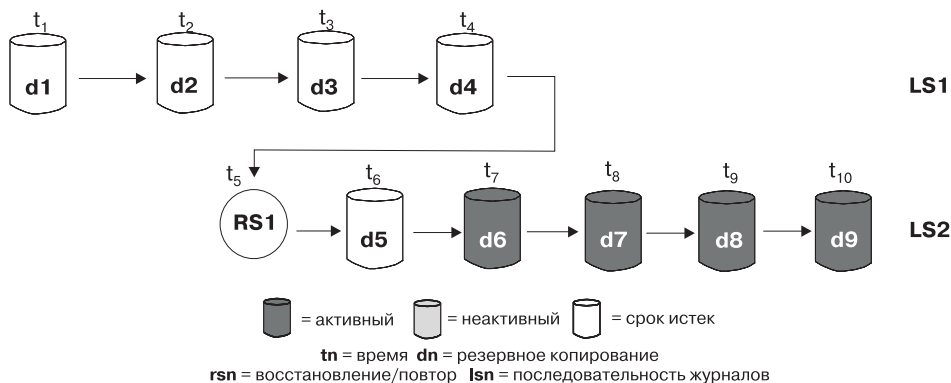 t1 t2 t3 t4
d1 d2 d3 d4 LS1
t5 t6 t7 t8 t9 t10
RS1 d5 d6 d7 d8 d9 LS2
= активный = неактивный = срок истек
tn = время dn = резервное копирование
rsn = восстановление/повтор lsn = последовательность журналов